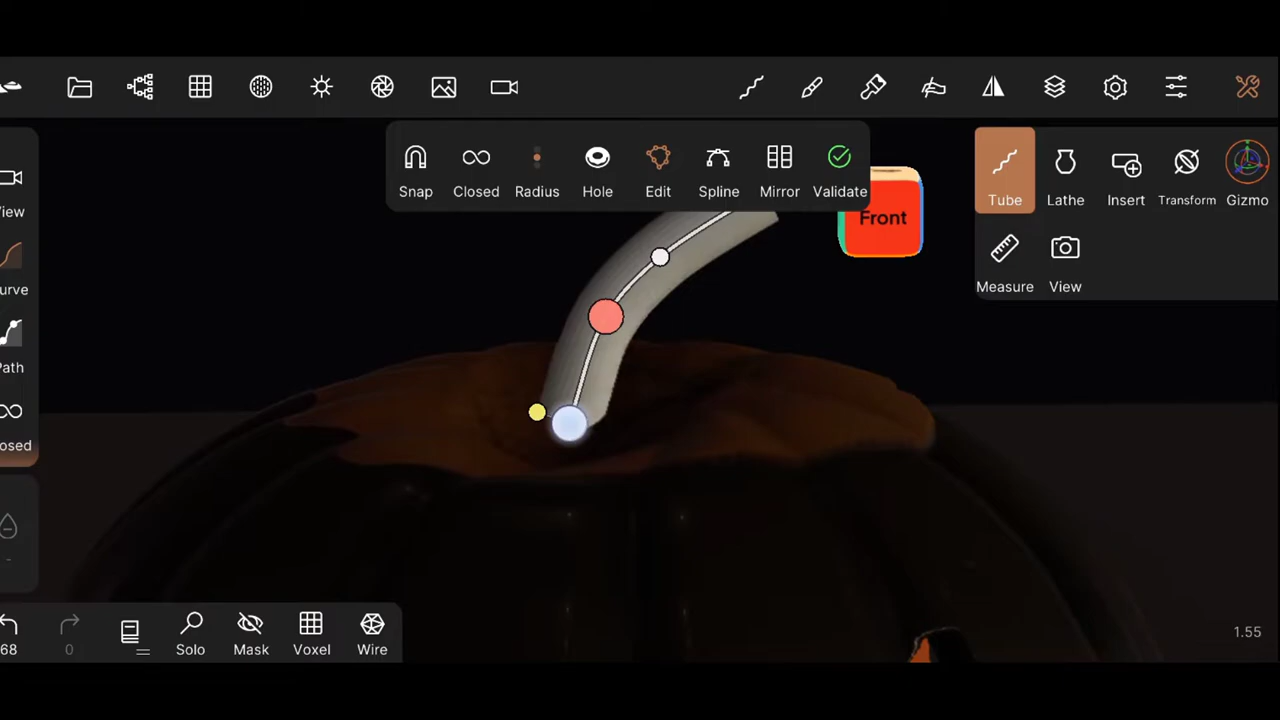 Snap Closed Radius Hole Edit Spline Mirror Validate
Front
Tube Lathe Insert Transform Gizmo
Measure View
iew
urve
ath
osed
-
68 0 Solo Mask Voxel Wire
1.55